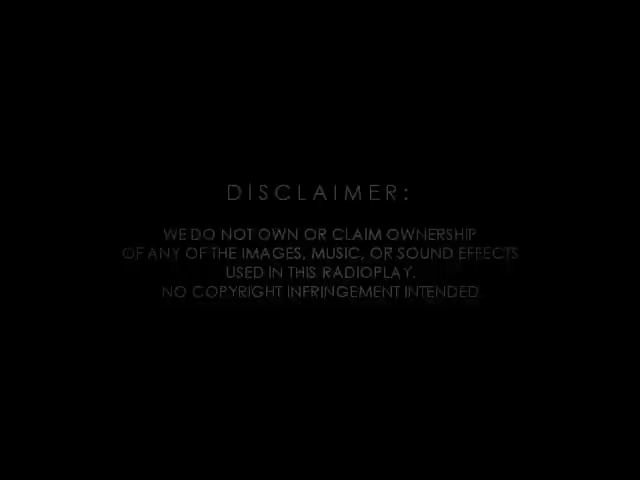 DISCLAIMER:
WE DO NOT OWN OR CLAIM OWNERSHIP
OF ANY OF THE IMAGES, MUSIC, OR SOUND EFFECTS
USED IN THIS RADIOPLAY.
NO COPYRIGHT INFRINGEMENT INTENDED